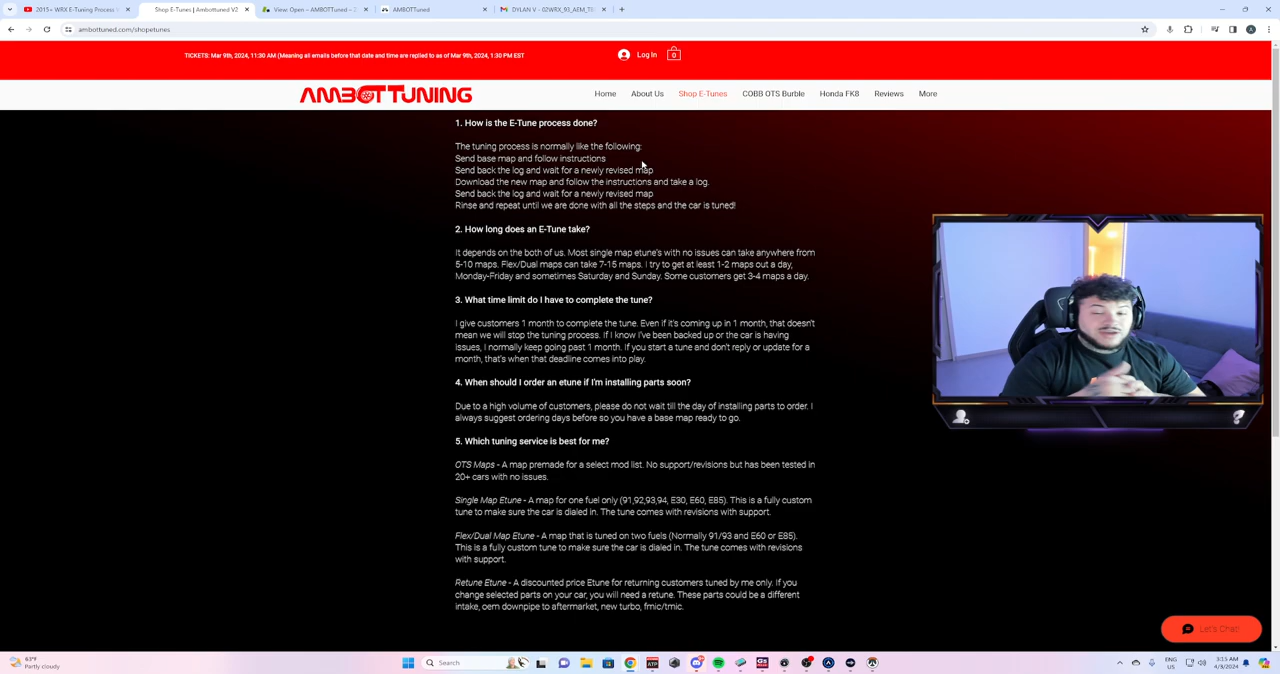 2015+ WRX E-Tuning Process v
Shop E-Tunes | Ambottuned V2
View: Open – AMBOTTuned – Z
AMBOTTuned
DYLAN V - 02WRX_93_AEM_TB
ambottuned.com/shopetunes
TICKETS: Mar 9th, 2024, 11:30 AM (Meaning all emails before that date and time are replied to as of Mar 9th, 2024, 1:30 PM EST
Log In
0
AMBOTTUNING
Home
About Us
Shop E-Tunes
COBB OTS Burble
Honda FK8
Reviews
More
1. How is the E-Tune process done?
The tuning process is normally like the following:
Send base map and follow instructions
Send back the log and wait for a newly revised map
Download the new map and follow the instructions and take a log.
Send back the log and wait for a newly revised map
Rinse and repeat until we are done with all the steps and the car is tuned!
2. How long does an E-Tune take?
It depends on the both of us. Most single map etune's with no issues can take anywhere from
5-10 maps. Flex/Dual maps can take 7-15 maps. I try to get at least 1-2 maps out a day,
Monday-Friday and sometimes Saturday and Sunday. Some customers get 3-4 maps a day.
3. What time limit do I have to complete the tune?
I give customers 1 month to complete the tune. Even if it's coming up in 1 month, that doesn't
mean we will stop the tuning process. If I know I've been backed up or the car is having
issues, I normally keep going past 1 month. If you start a tune and don't reply or update for a
month, that's when that deadline comes into play.
4. When should I order an etune if I'm installing parts soon?
Due to a high volume of customers, please do not wait till the day of installing parts to order. I
always suggest ordering days before so you have a base map ready to go.
5. Which tuning service is best for me?
OTS Maps - A map premade for a select mod list. No support/revisions but has been tested in
20+ cars with no issues.
Single Map Etune - A map for one fuel only (91,92,93,94, E30, E60, E85). This is a fully custom
tune to make sure the car is dialed in. The tune comes with revisions with support.
Flex/Dual Map Etune - A map that is tuned on two fuels (Normally 91/93 and E60 or E85).
This is a fully custom tune to make sure the car is dialed in. The tune comes with revisions
with support.
Retune Etune - A discounted price Etune for returning customers tuned by me only. If you
change selected parts on your car, you will need a retune. These parts could be a different
intake, oem downpipe to aftermarket, new turbo, fmic/tmic.
Let's Chat
63°F
Partly cloudy
Search
ATP
GS
ENG
US
3:15 AM
4/3/2024